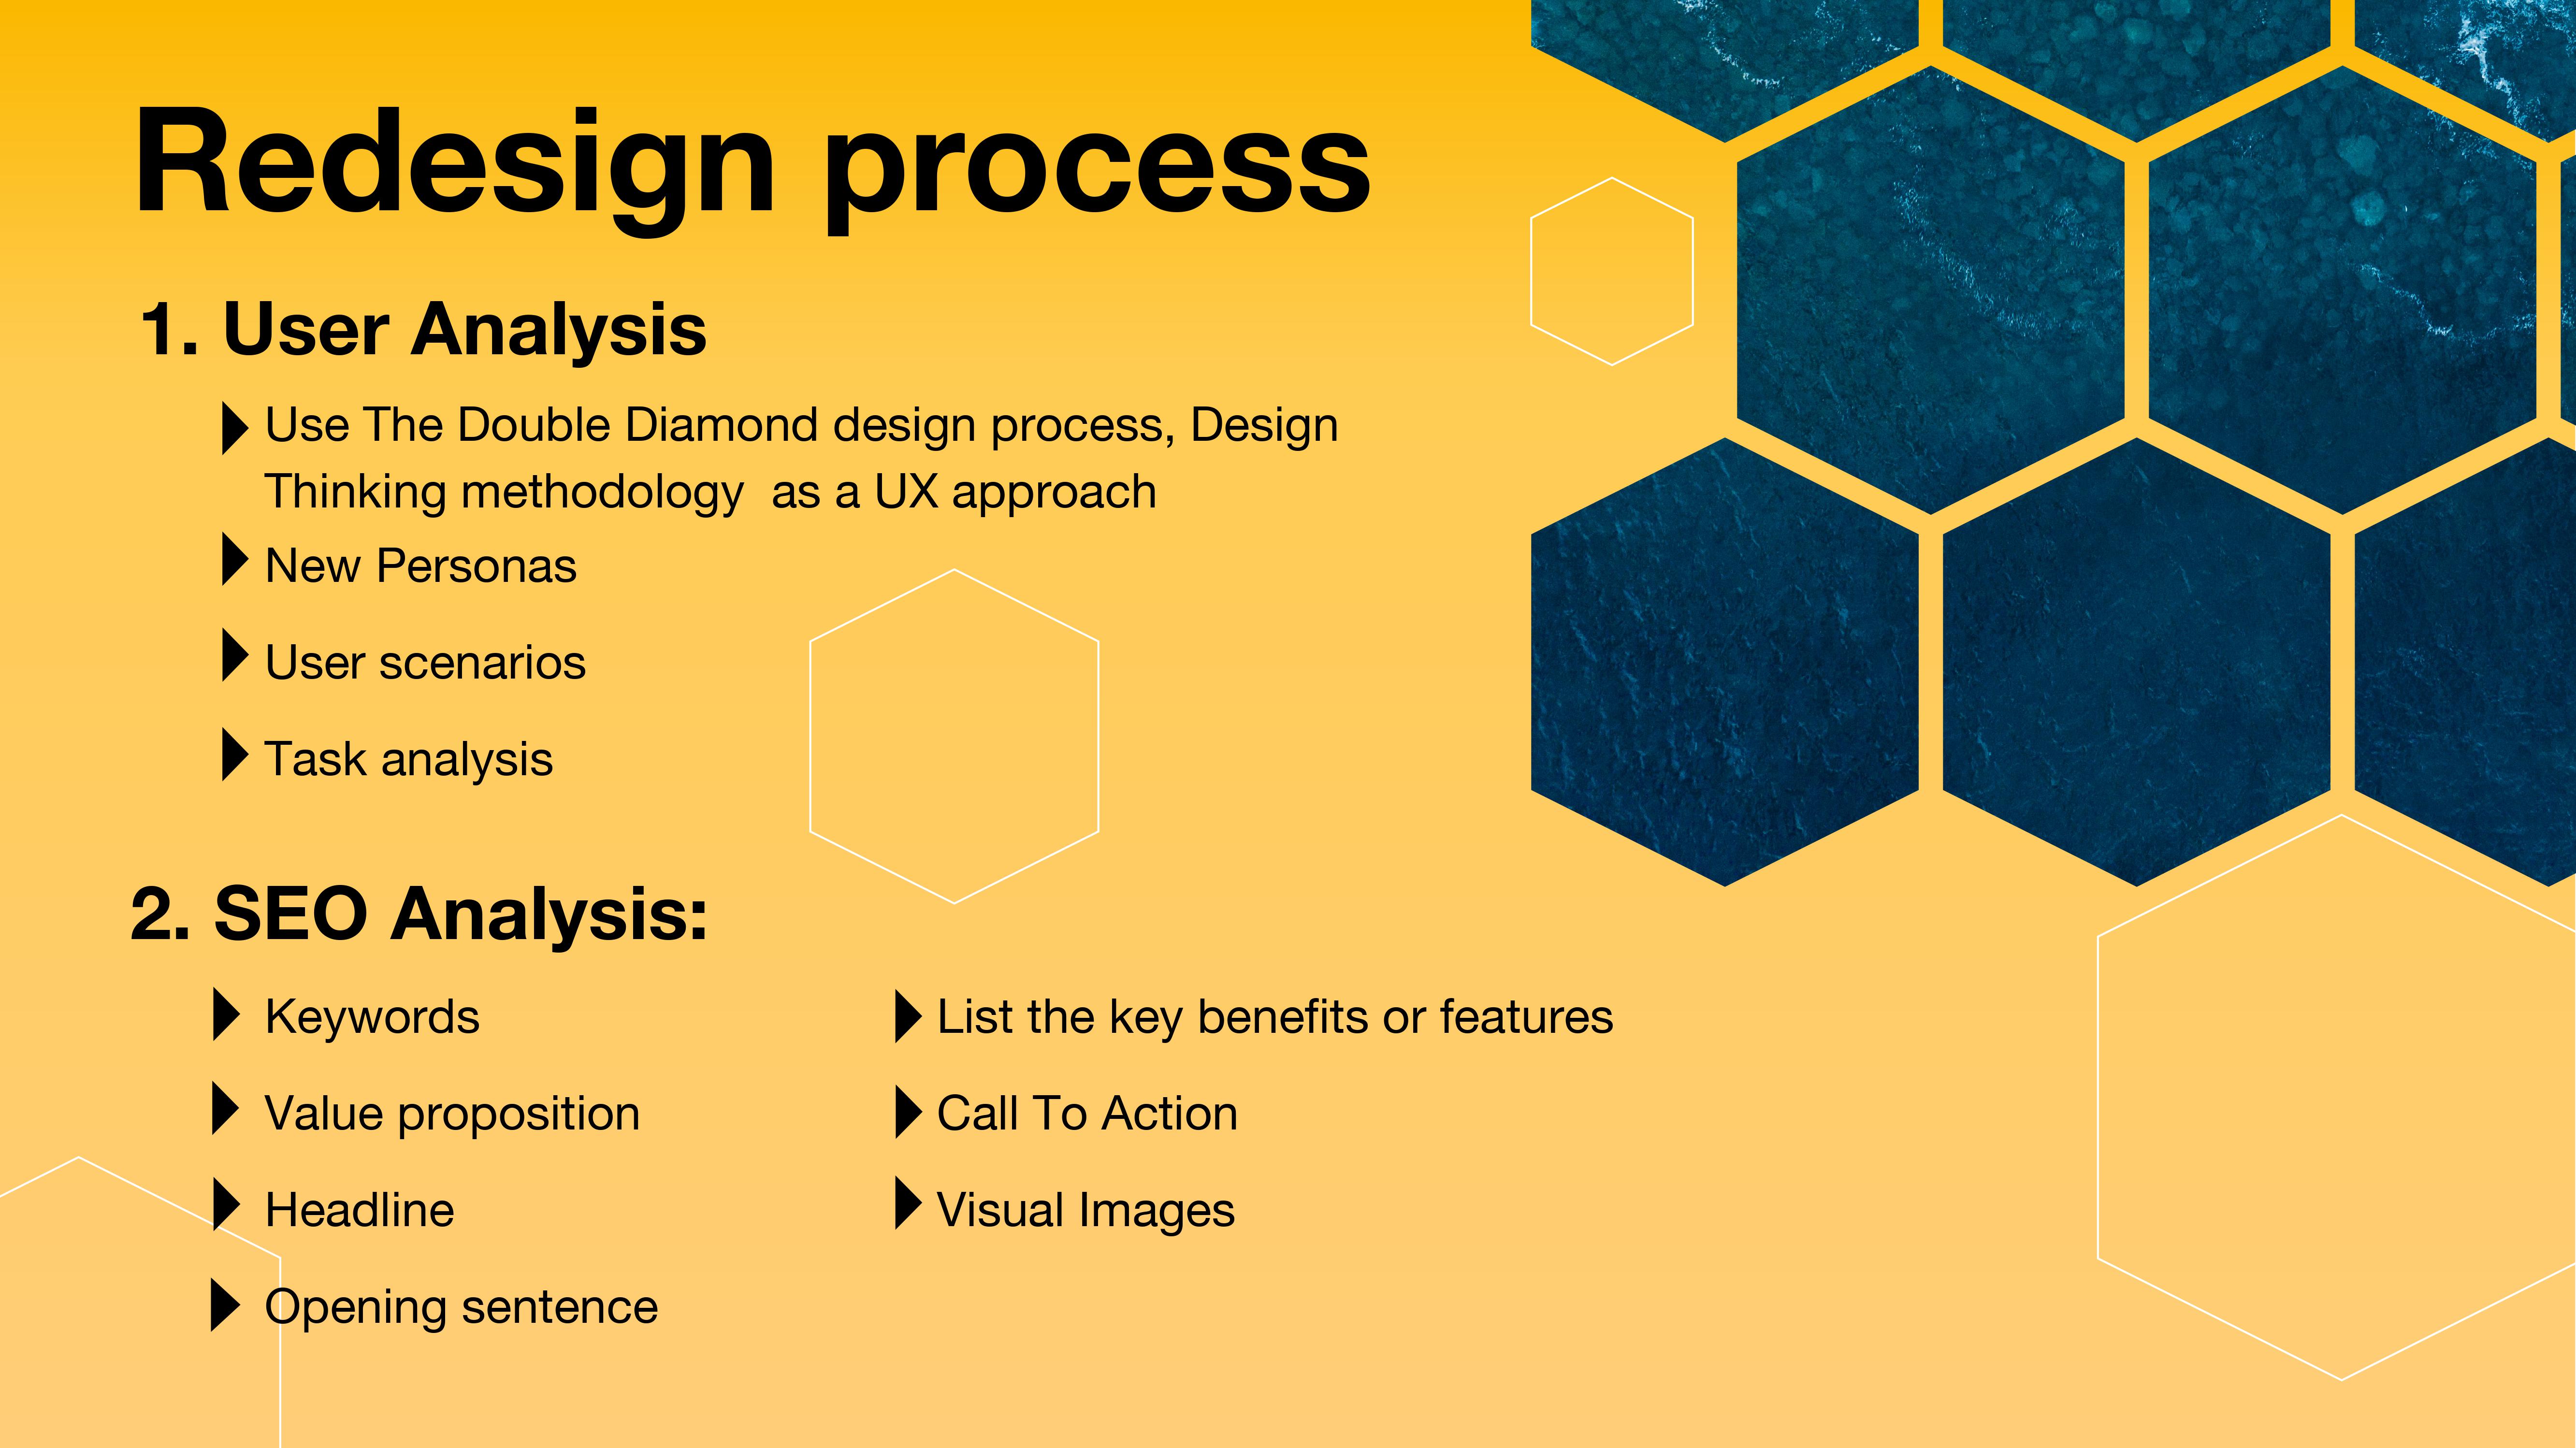 Redesign process
1. User Analysis
Use The Double Diamond design process, Design
Thinking methodology  as a UX approach
New Personas
User scenarios
Task analysis
2. SEO Analysis:
Keywords
Value proposition
Headline
Opening sentence
List the key benefits or features
Call To Action
Visual Images